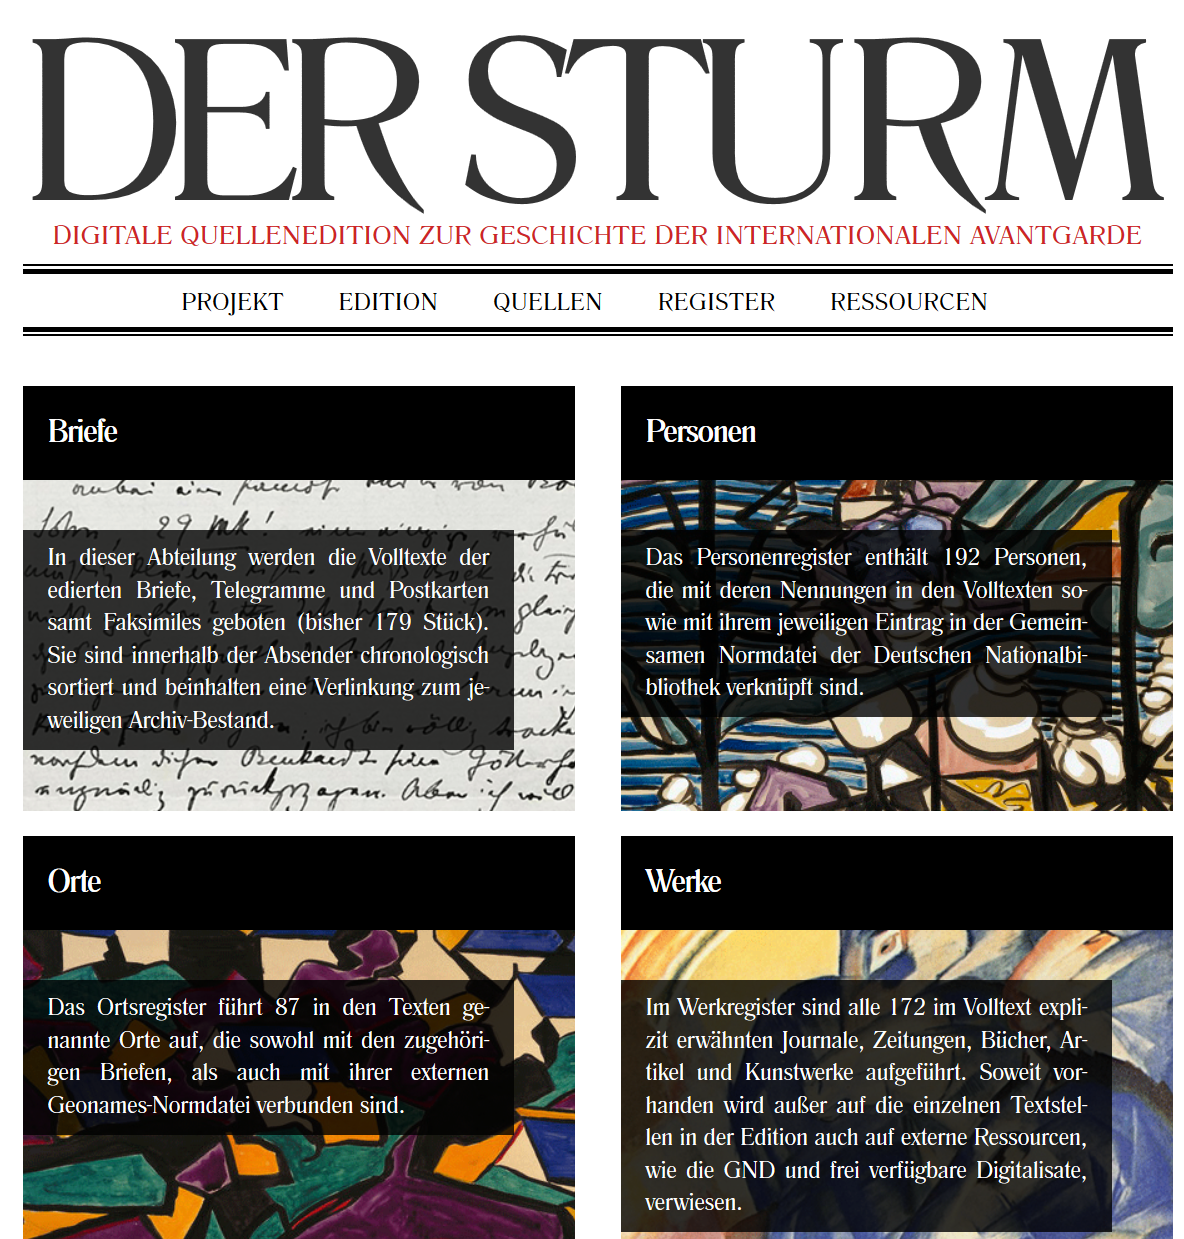 DER STURM
DIGITALE QUELLENEDITION ZUR GESCHICHTE DER INTERNATIONALEN AVANTGARDE
PROJEKT EDITION QUELLEN REGISTER RESSOURCEN
Briefe
In dieser Abteilung werden die Volltexte der
edierten Briefe, Telegramme und Postkarten
samt Faksimiles geboten (bisher 179 Stück).
Sie sind innerhalb der Absender chronologisch
sortiert und beinhalten eine Verlinkung zum je-
weiligen Archiv-Bestand.
Personen
Das Personenregister enthält 192 Personen,
die mit deren Nennungen in den Volltexten so-
wie mit ihrem jeweiligen Eintrag in der Gemein-
samen Normdatei der Deutschen Nationalbi-
bliothek verknüpft sind.
Orte
Das Ortsregister führt 87 in den Texten ge-
nannte Orte auf, die sowohl mit den zugehöri-
gen Briefen, als auch mit ihrer externen
Geonames-Normdatei verbunden sind.
Werke
Im Werkregister sind alle 172 im Volltext expli-
zit erwähnten Journale, Zeitungen, Bücher, Ar-
tikel und Kunstwerke aufgeführt. Soweit vor-
handen wird außer auf die einzelnen Textstel-
len in der Edition auch auf externe Ressourcen,
wie die GND und frei verfügbare Digitalisate,
verwiesen.